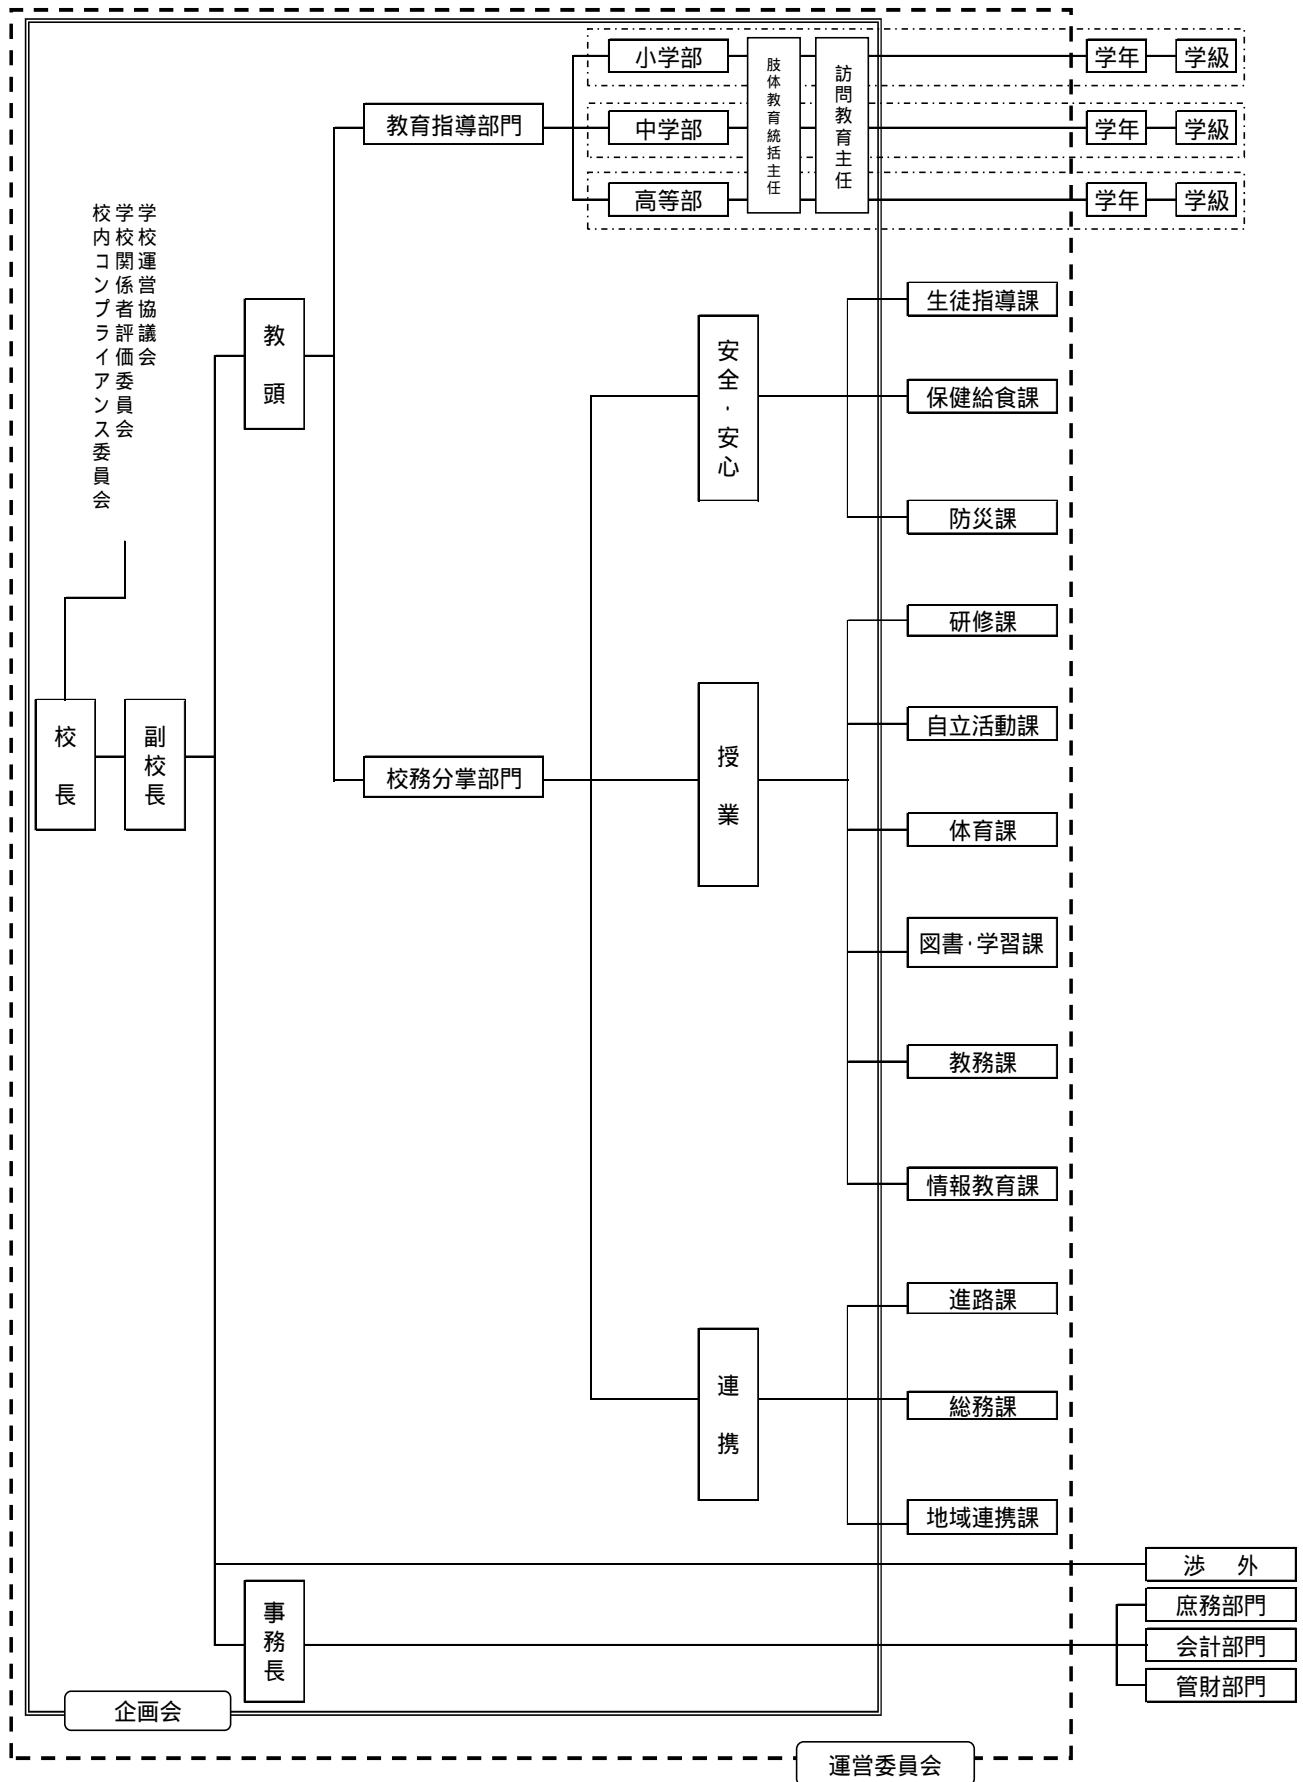 小学部
学年
学級
教育指導部門
中学部
学年
学級
高等部
学年
学級
肢体教育統括主任
訪問教育主任
学校運営協議会
学校関係者評価委員会
校内コンプライアンス委員会
教頭
安全・安心
生徒指導課
保健給食課
防災課
校長
副校長
校務分掌部門
授業
研修課
自立活動課
体育課
図書・学習課
教務課
情報教育課
連携
進路課
総務課
地域連携課
渉外
事務長
庶務部門
会計部門
管財部門
企画会
運営委員会